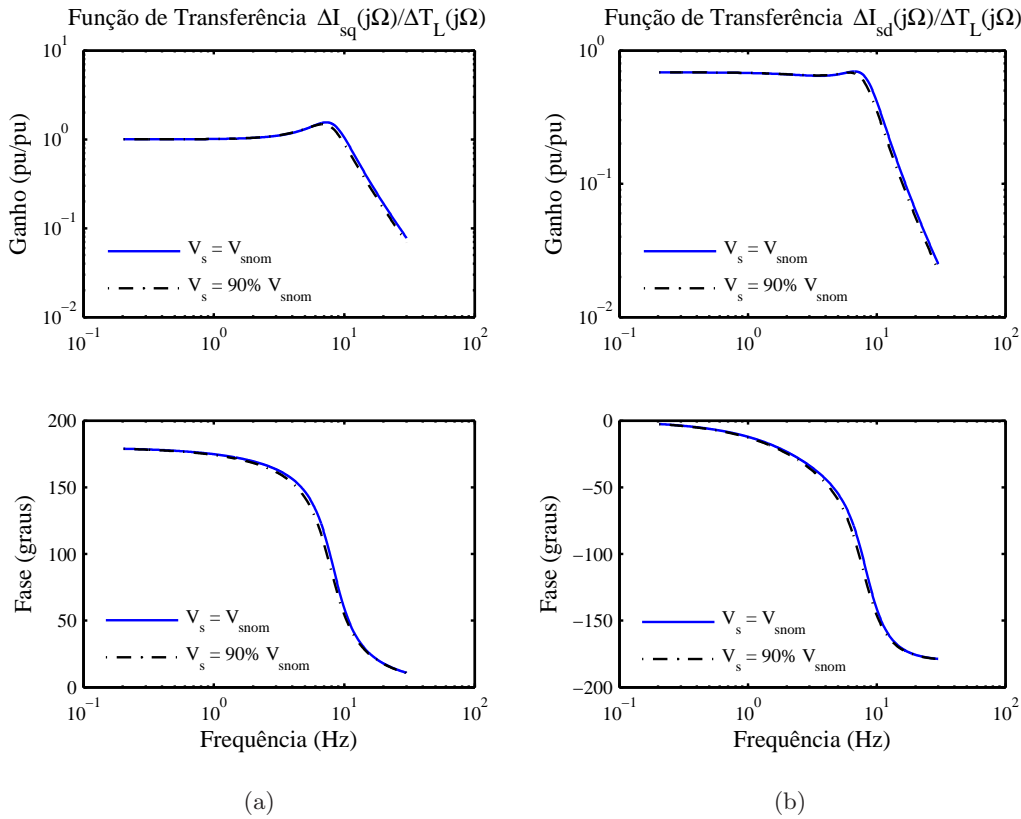 Função de Transferência ΔI_sq(jΩ)/ΔT_L(jΩ)
10^1
10^0
10^-1
10^-2
Ganho (pu/pu)
V_s = V_snom
V_s = 90% V_snom
10^-1 10^0 10^1 10^2
200
150
100
50
0
Fase (graus)
V_s = V_snom
V_s = 90% V_snom
10^-1 10^0 10^1 10^2
Frequência (Hz)
(a)
Função de Transferência ΔI_sd(jΩ)/ΔT_L(jΩ)
10^0
10^-1
10^-2
Ganho (pu/pu)
V_s = V_snom
V_s = 90% V_snom
10^-1 10^0 10^1 10^2
0
−50
−100
−150
−200
Fase (graus)
V_s = V_snom
V_s = 90% V_snom
10^-1 10^0 10^1 10^2
Frequência (Hz)
(b)